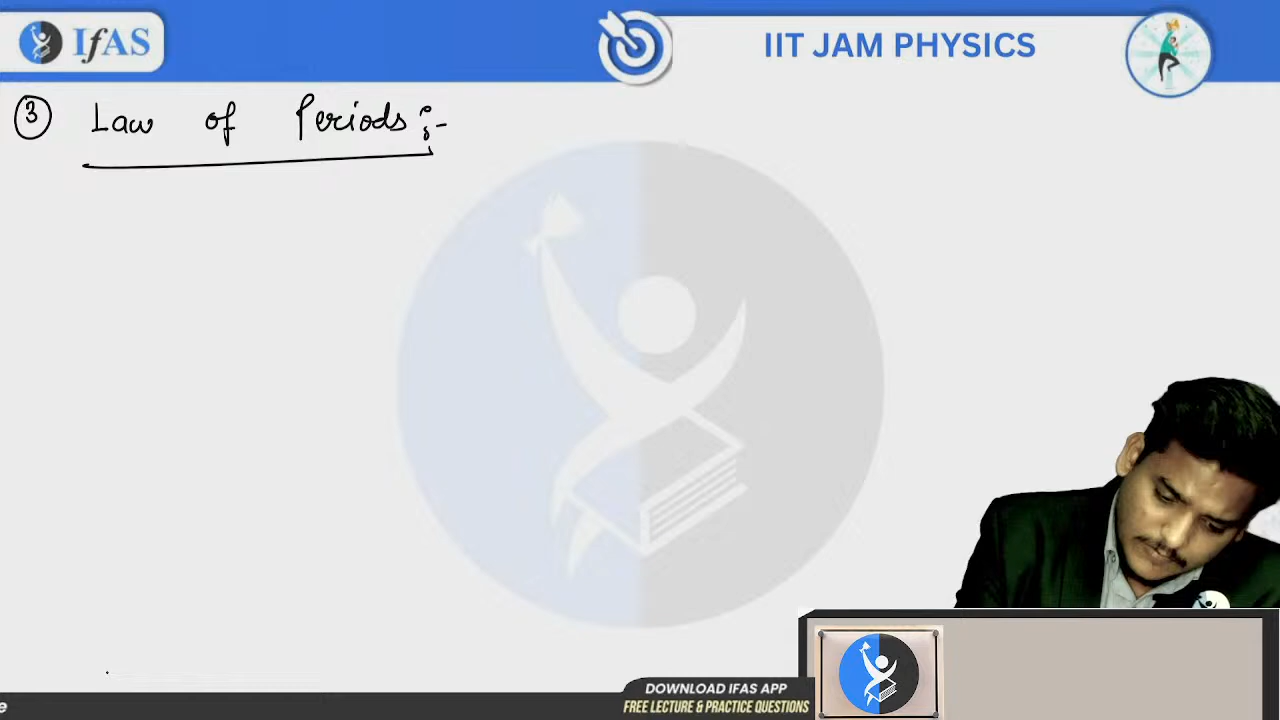 IfAS
IIT JAM PHYSICS
③ Law of Periods :-
DOWNLOAD IFAS APP
FREE LECTURE & PRACTICE QUESTIONS
e